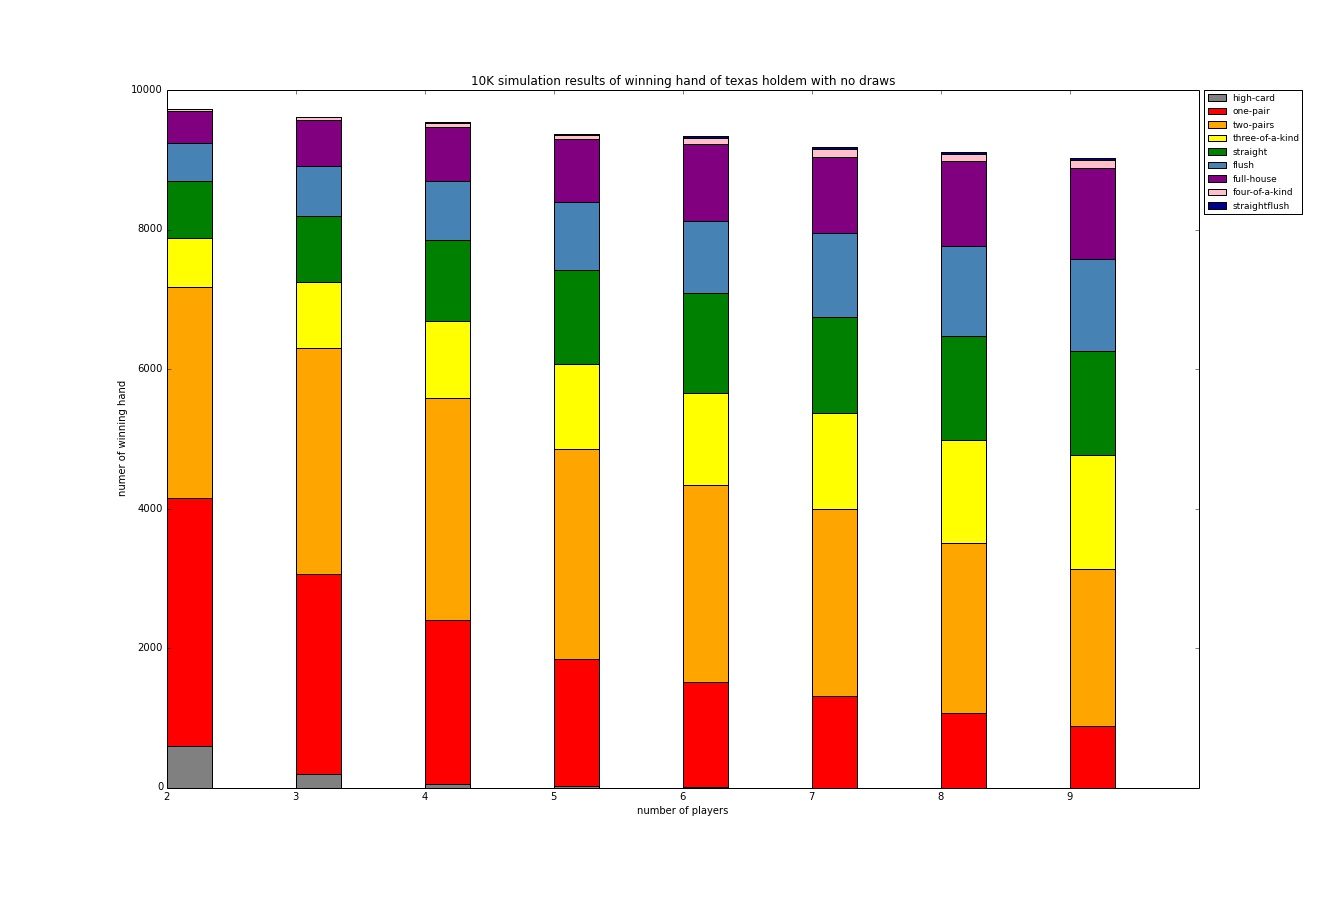 10K simulation results of winning hand of texas holdem with no draws
10000
8000
6000
4000
2000
0
numer of winning hand
2 3 4 5 6 7 8 9
number of players
high-card
one-pair
two-pairs
three-of-a-kind
straight
flush
full-house
four-of-a-kind
straightflush